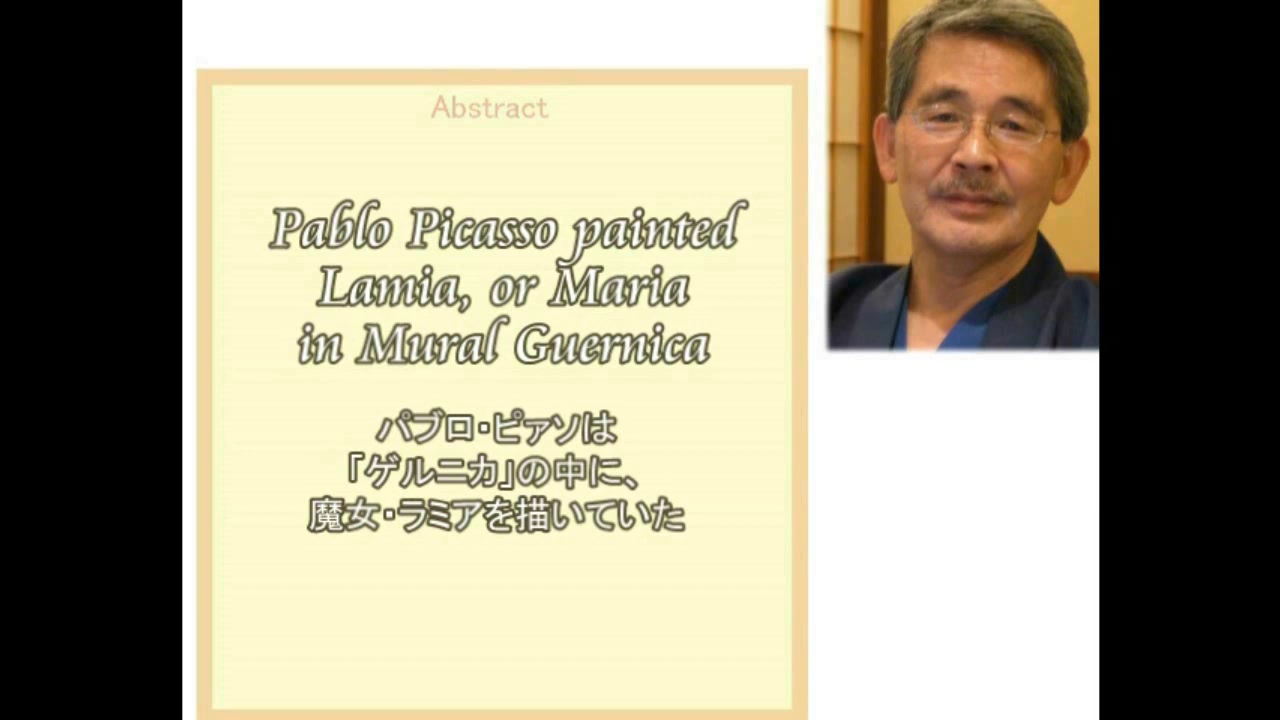 Abstract
Pablo Picasso painted
Lamia, or Maria
in Mural Guernica
パブロ・ピァソは
「ゲルニカ」の中に、
魔女・ラミアを描いていた